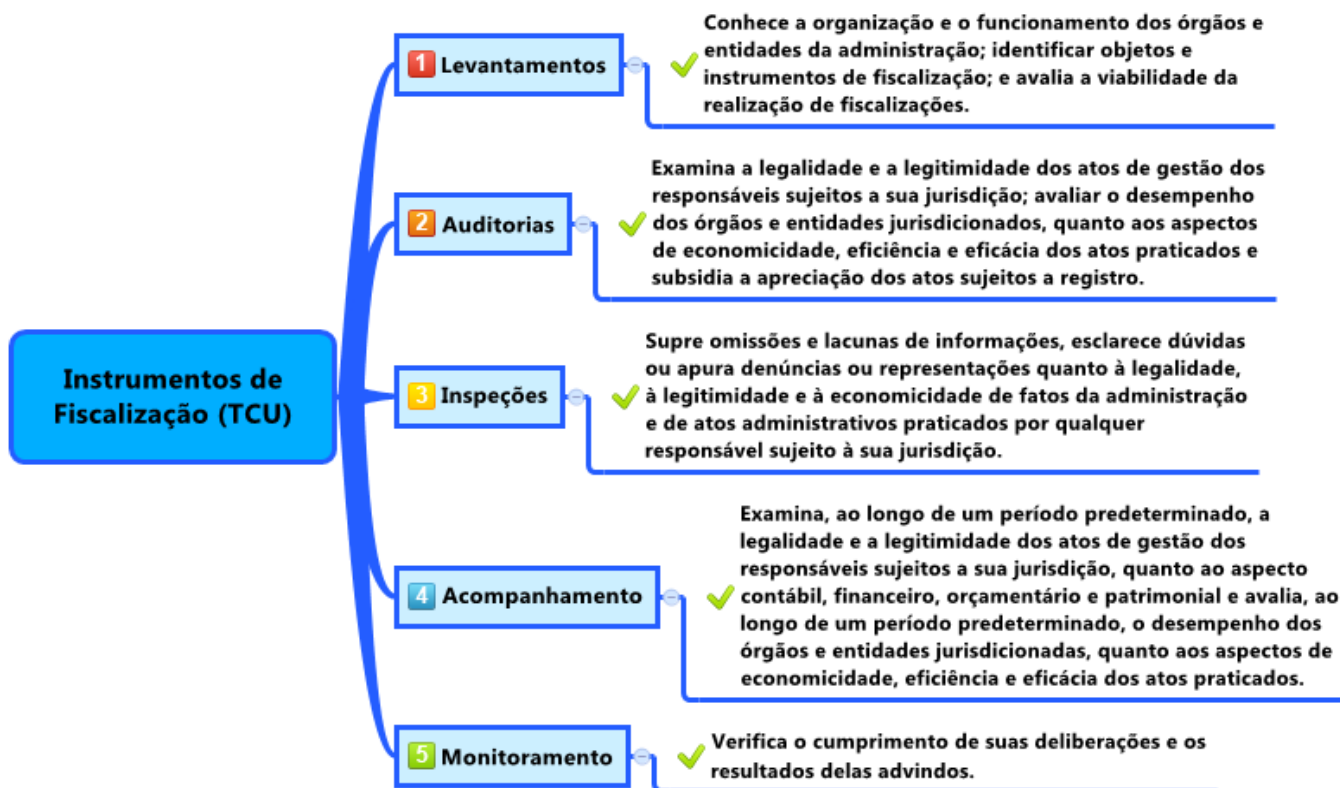 Instrumentos de
Fiscalização (TCU)
1 Levantamentos
Conhece a organização e o funcionamento dos órgãos e
entidades da administração; identificar objetos e
instrumentos de fiscalização; e avalia a viabilidade da
realização de fiscalizações.
2 Auditorias
Examina a legalidade e a legitimidade dos atos de gestão dos
responsáveis sujeitos a sua jurisdição; avaliar o desempenho
dos órgãos e entidades jurisdicionados, quanto aos aspectos
de economicidade, eficiência e eficácia dos atos praticados e
subsidia a apreciação dos atos sujeitos a registro.
3 Inspeções
Supre omissões e lacunas de informações, esclarece dúvidas
ou apura denúncias ou representações quanto à legalidade,
à legitimidade e à economicidade de fatos da administração
e de atos administrativos praticados por qualquer
responsável sujeito à sua jurisdição.
4 Acompanhamento
Examina, ao longo de um período predeterminado, a
legalidade e a legitimidade dos atos de gestão dos
responsáveis sujeitos a sua jurisdição, quanto ao aspecto
contábil, financeiro, orçamentário e patrimonial e avalia, ao
longo de um período predeterminado, o desempenho dos
órgãos e entidades jurisdicionadas, quanto aos aspectos de
economicidade, eficiência e eficácia dos atos praticados.
5 Monitoramento
Verifica o cumprimento de suas deliberações e os
resultados delas advindos.